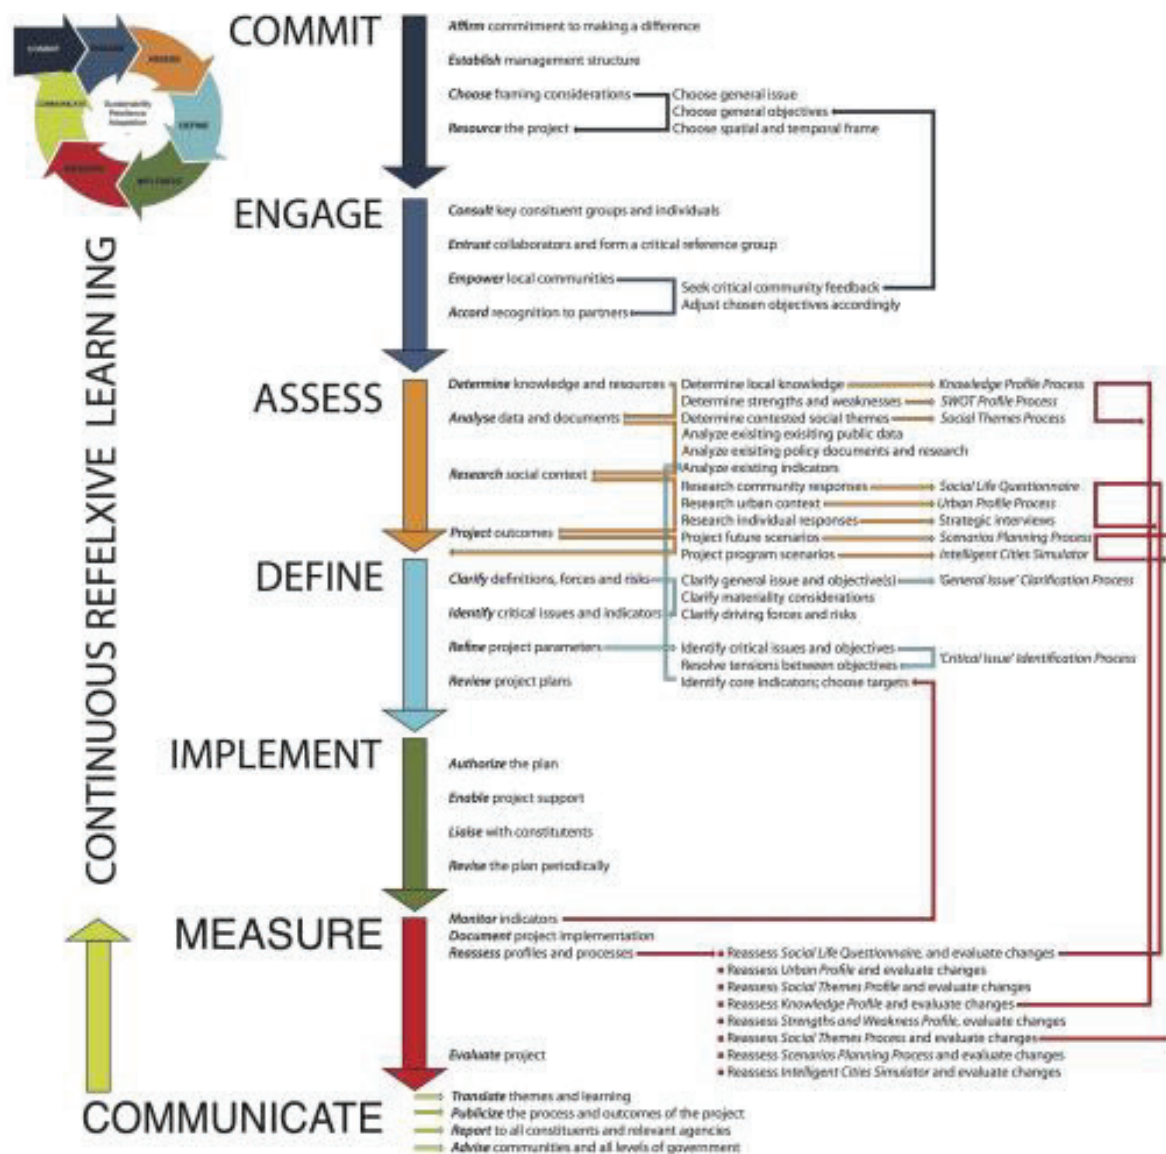 COMMIT
Affirm commitment to making a difference
Establish management structure
Choose framing considerations
Choose general issue
Choose general objectives
Resource the project
Choose spatial and temporal frame
COMMIT
ENGAGE
ASSESS
DEFINE
IMPLEMENT
MEASURE
COMMUNICATE
Sustainability
Resilience
Adaptation
ENGAGE
Consult key consituent groups and individuals
Entrust collaborators and form a critical reference group
Empower local communities
Seek critical community feedback
Adjust chosen objectives accordingly
Accord recognition to partners
CONTINUOUS REFELXIVE LEARN ING
ASSESS
Determine knowledge and resources
Determine local knowledge
Knowledge Profile Process
Determine strengths and weaknesses
SWOT Profile Process
Analyse data and documents
Determine contested social themes
Social Themes Process
Analyze exisiting exisiting public data
Analyze exisiting policy documents and research
Research social context
Analyze existing indicators
Research community responses
Social Life Questionnaire
Research urban context
Urban Profile Process
Research individual responses
Strategic interviews
Project outcomes
Project future scenarios
Scenarios Planning Process
Project program scenarios
Intelligent Cities Simulator
DEFINE
Clarify definitions, forces and risks
Clarify general issue and objective(s)
'General Issue' Clarification Process
Clarify materiality considerations
Identify critical issues and indicators
Clarify driving forces and risks
Refine project parameters
Identify critical issues and objectives
'Critical Issue' Identification Process
Resolve tensions between objectives
Review project plans
Identify core indicators; choose targets
IMPLEMENT
Authorize the plan
Enable project support
Liaise with constitutents
Revise the plan periodically
MEASURE
Monitor indicators
Document project implementation
Reassess profiles and processes
Reassess Social Life Questionnaire, and evaluate changes
Reassess Urban Profile and evaluate changes
Reassess Social Themes Profile and evaluate changes
Reassess Knowledge Profile and evaluate changes
Reassess Strengths and Weakness Profile, evaluate changes
Reassess Social Themes Process and evaluate changes
Evaluate project
Reassess Scenarios Planning Process and evaluate changes
Reassess Intelligent Cities Simulator and evaluate changes
COMMUNICATE
Translate themes and learning
Publicize the process and outcomes of the project
Report to all constituents and relevant agencies
Advise communities and all levels of government